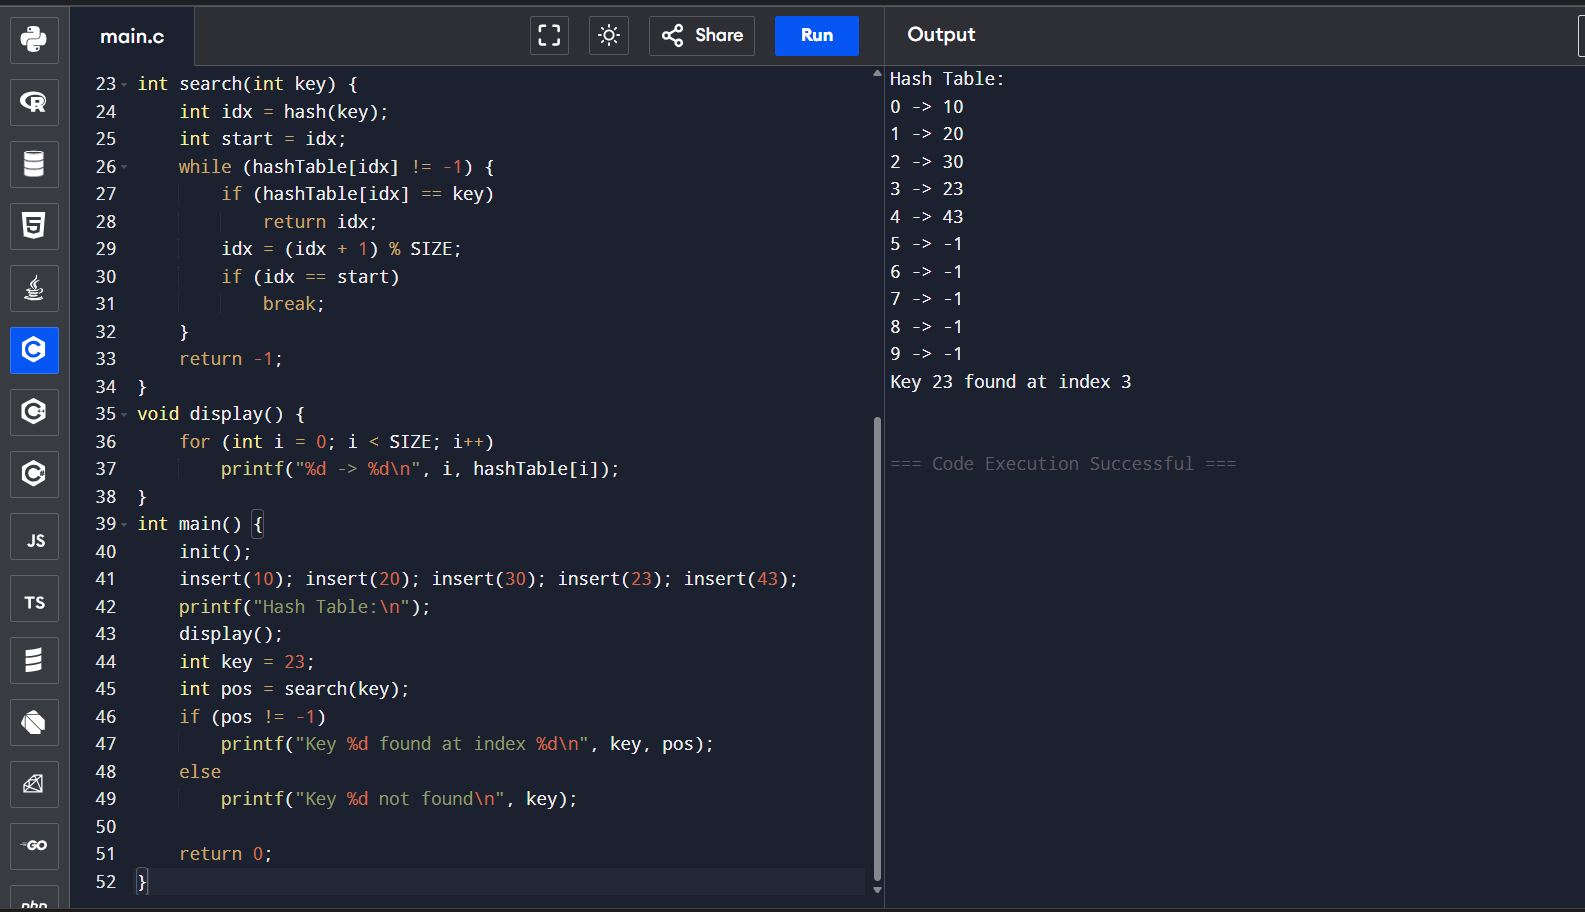 main.c
Share
Run
Output
23 int search(int key) {
24     int idx = hash(key);
25     int start = idx;
26     while (hashTable[idx] != -1) {
27         if (hashTable[idx] == key)
28             return idx;
29         idx = (idx + 1) % SIZE;
30         if (idx == start)
31             break;
32     }
33     return -1;
34 }
35 void display() {
36     for (int i = 0; i < SIZE; i++)
37         printf("%d -> %d\n", i, hashTable[i]);
38 }
39 int main() {
40     init();
41     insert(10); insert(20); insert(30); insert(23); insert(43);
42     printf("Hash Table:\n");
43     display();
44     int key = 23;
45     int pos = search(key);
46     if (pos != -1)
47         printf("Key %d found at index %d\n", key, pos);
48     else
49         printf("Key %d not found\n", key);
50
51     return 0;
52 }
Hash Table:
0 -> 10
1 -> 20
2 -> 30
3 -> 23
4 -> 43
5 -> -1
6 -> -1
7 -> -1
8 -> -1
9 -> -1
Key 23 found at index 3
=== Code Execution Successful ===
R
5
C
C
C
JS
TS
GO
php